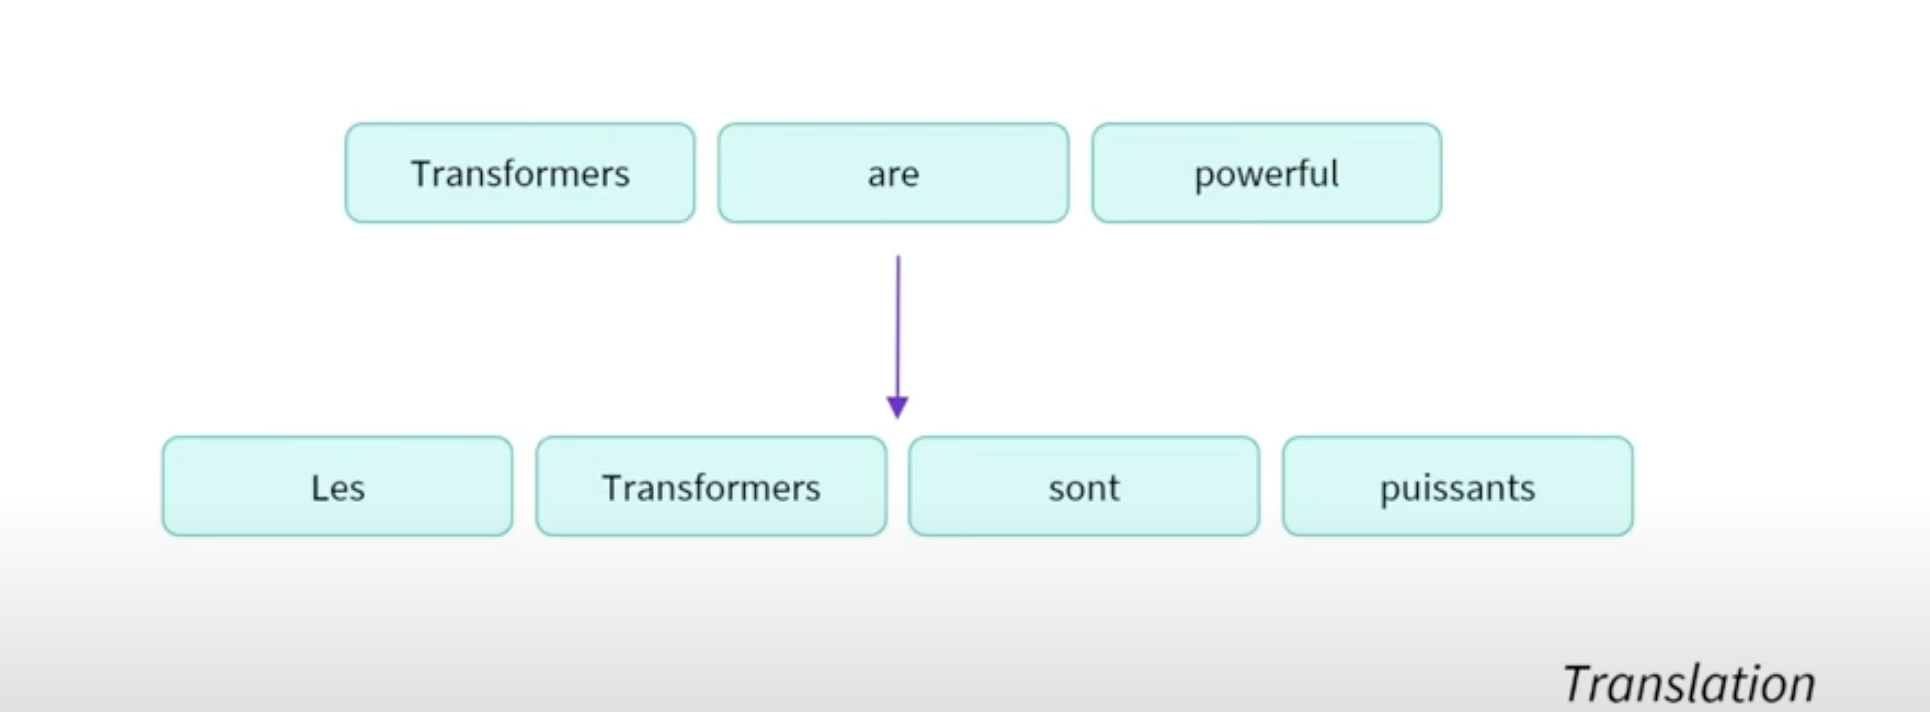 Transformers are powerful
Les Transformers sont puissants
Translation